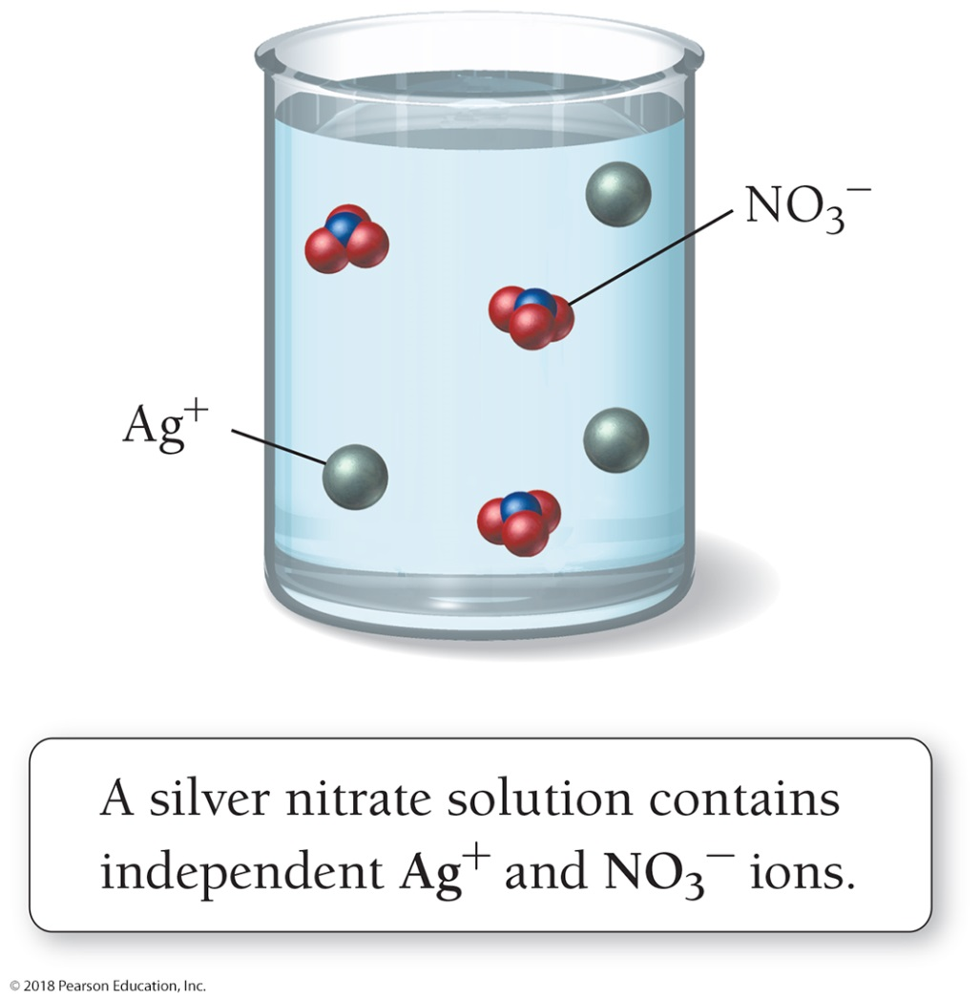 NO₃⁻
Ag⁺
A silver nitrate solution contains
independent Ag⁺ and NO₃⁻ ions.
© 2018 Pearson Education, Inc.